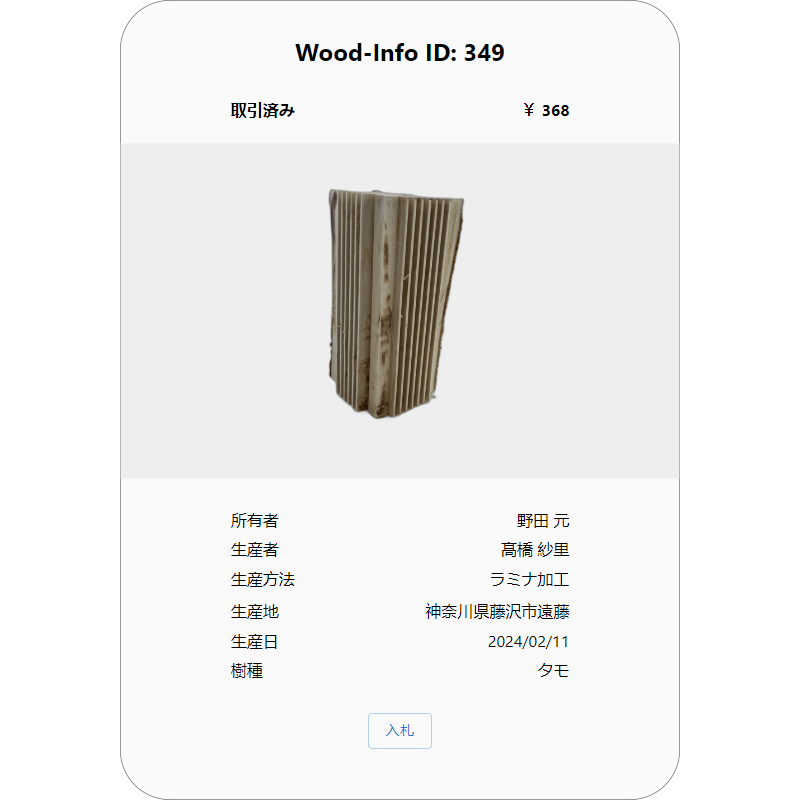 Wood-Info ID: 349
取引済み ￥ 368
所有者 野田 元
生産者 髙橋 紗里
生産方法 ラミナ加工
生産地 神奈川県藤沢市遠藤
生産日 2024/02/11
樹種 タモ
入札